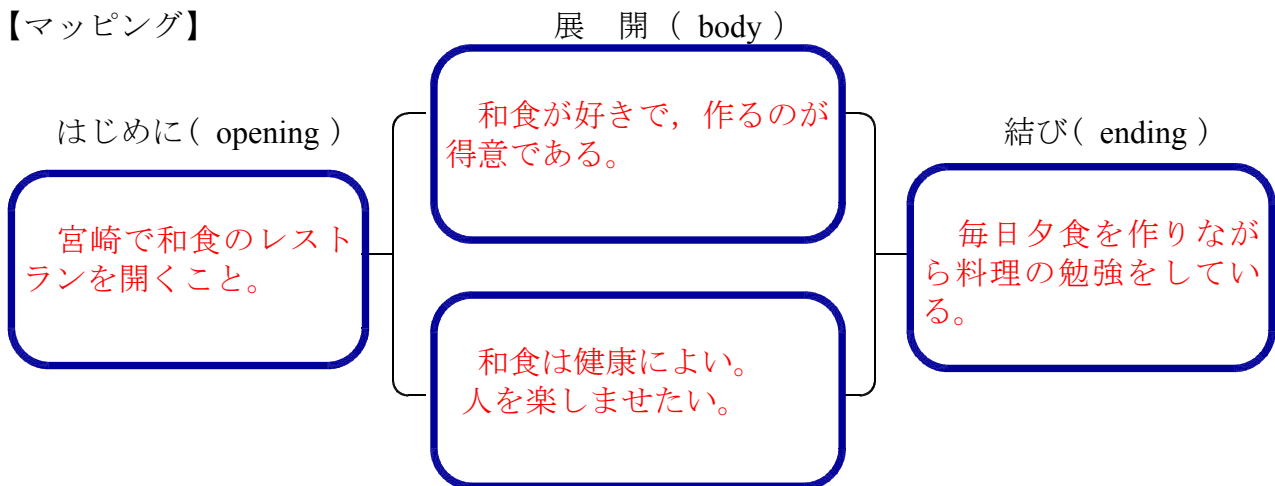 【マッピング】
展　開（ body ）
はじめに（ opening ）
宮崎で和食のレスト
ランを開くこと。
和食が好きで，作るのが
得意である。
和食は健康によい。
人を楽しませたい。
結び（ ending ）
毎日夕食を作りなが
ら料理の勉強をしてい
る。